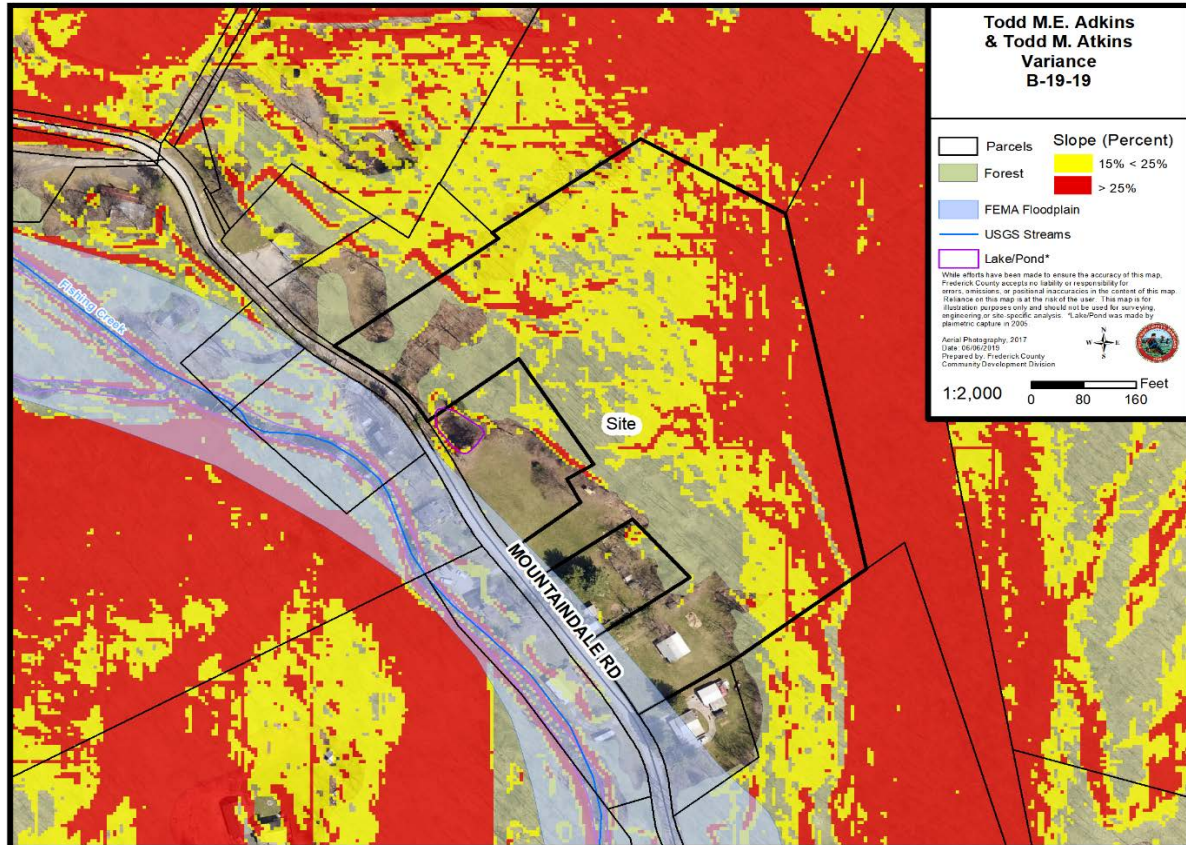 Todd M.E. Adkins
& Todd M. Atkins
Variance
B-19-19
Parcels
Forest
Slope (Percent)
15% < 25%
> 25%
FEMA Floodplain
USGS Streams
Lake/Pond*
While efforts have been made to ensure the accuracy of this map,
Frederick County accepts no liability or responsibility for
errors, omissions, or positional inaccuracies in the content of this map.
Reliance on this map is at the risk of the user. This map is for
illustration purposes only and should not be used for surveying,
engineering, or site-specific analysis. *Lake/Pond was made by
planimetric capture in 2005.
Aerial Photography, 2017
Date: 06/06/2019
Prepared by: Frederick County
Community Development Division
N
W E
S
1:2,000
Feet
0 80 160
Fishing Creek
Site
MOUNTAINDALE RD